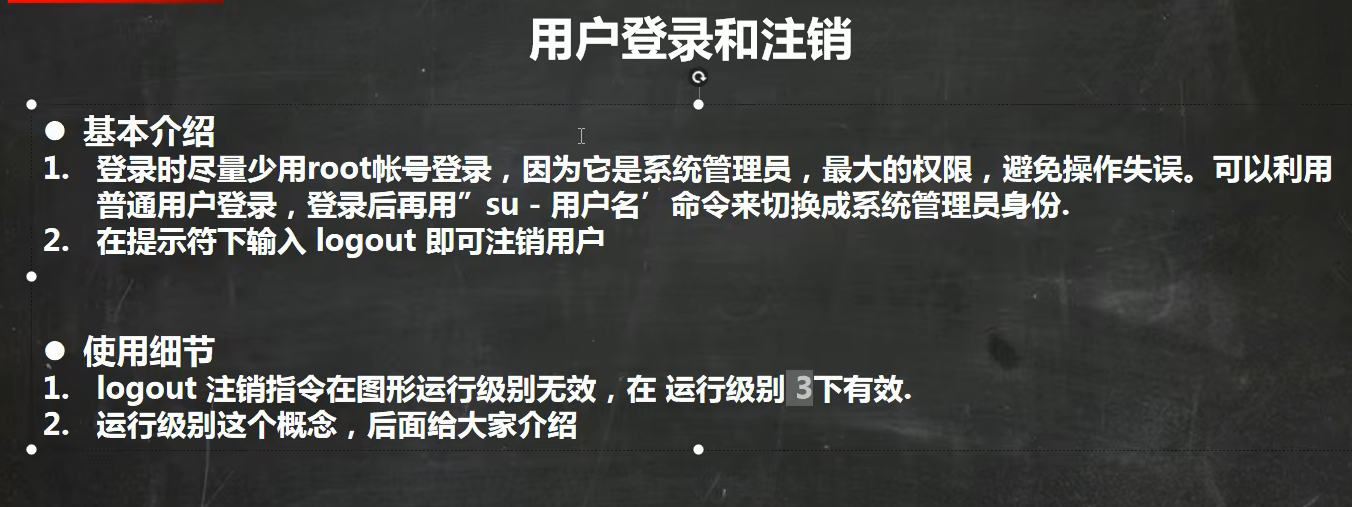 用户登录和注销
● 基本介绍
1. 登录时尽量少用root帐号登录，因为它是系统管理员，最大的权限，避免操作失误。可以利用
普通用户登录，登录后再用”su - 用户名’命令来切换成系统管理员身份.
2. 在提示符下输入 logout 即可注销用户
● 使用细节
1. logout 注销指令在图形运行级别无效，在 运行级别 3下有效.
2. 运行级别这个概念，后面给大家介绍